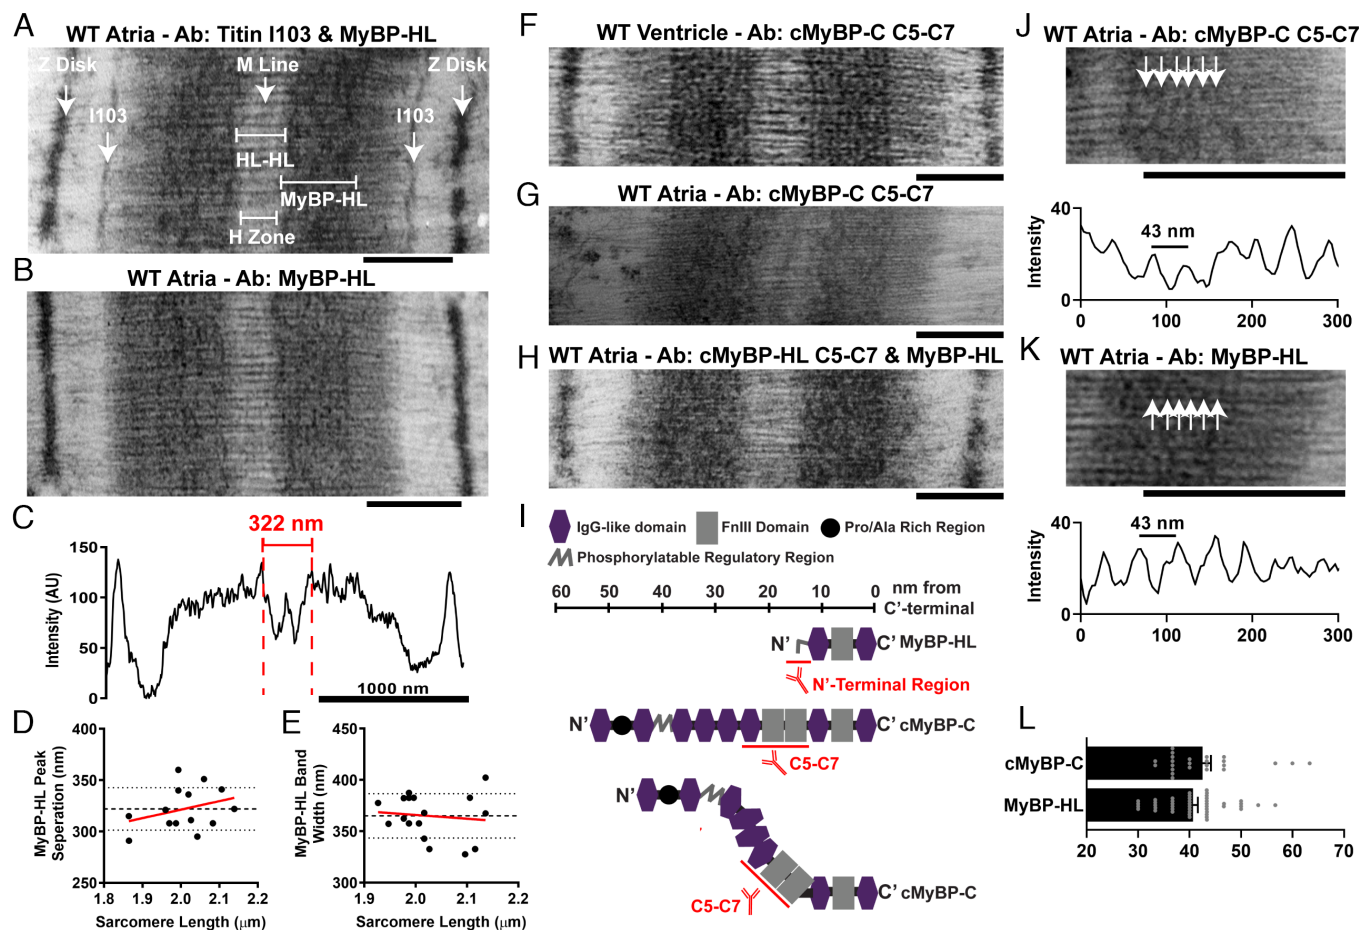 A
WT Atria - Ab: Titin I103 & MyBP-HL
Z Disk
M Line
Z Disk
I103
I103
HL-HL
MyBP-HL
H Zone
B
WT Atria - Ab: MyBP-HL
C
322 nm
Intensity (AU)
150
100
50
0
1000 nm
D
MyBP-HL Peak
Seperation (nm)
400
350
300
250
1.8
1.9
2.0
2.1
2.2
Sarcomere Length (μm)
E
MyBP-HL Band
Width (nm)
450
400
350
300
1.9
2.0
2.1
2.2
Sarcomere Length (μm)
F
WT Ventricle - Ab: cMyBP-C C5-C7
G
WT Atria - Ab: cMyBP-C C5-C7
H
WT Atria - Ab: cMyBP-HL C5-C7 & MyBP-HL
I
IgG-like domain
FnIII Domain
Pro/Ala Rich Region
Phosphorylatable Regulatory Region
60 50 40 30 20 10 0
nm from
C'-terminal
N'
C' MyBP-HL
N'-Terminal Region
N'
C' cMyBP-C
C5-C7
N'
C' cMyBP-C
C5-C7
J
WT Atria - Ab: cMyBP-C C5-C7
Intensity
40
0
43 nm
0 100 200 300
K
WT Atria - Ab: MyBP-HL
Intensity
40
0
43 nm
0 100 200 300
L
cMyBP-C
MyBP-HL
20 30 40 50 60 70